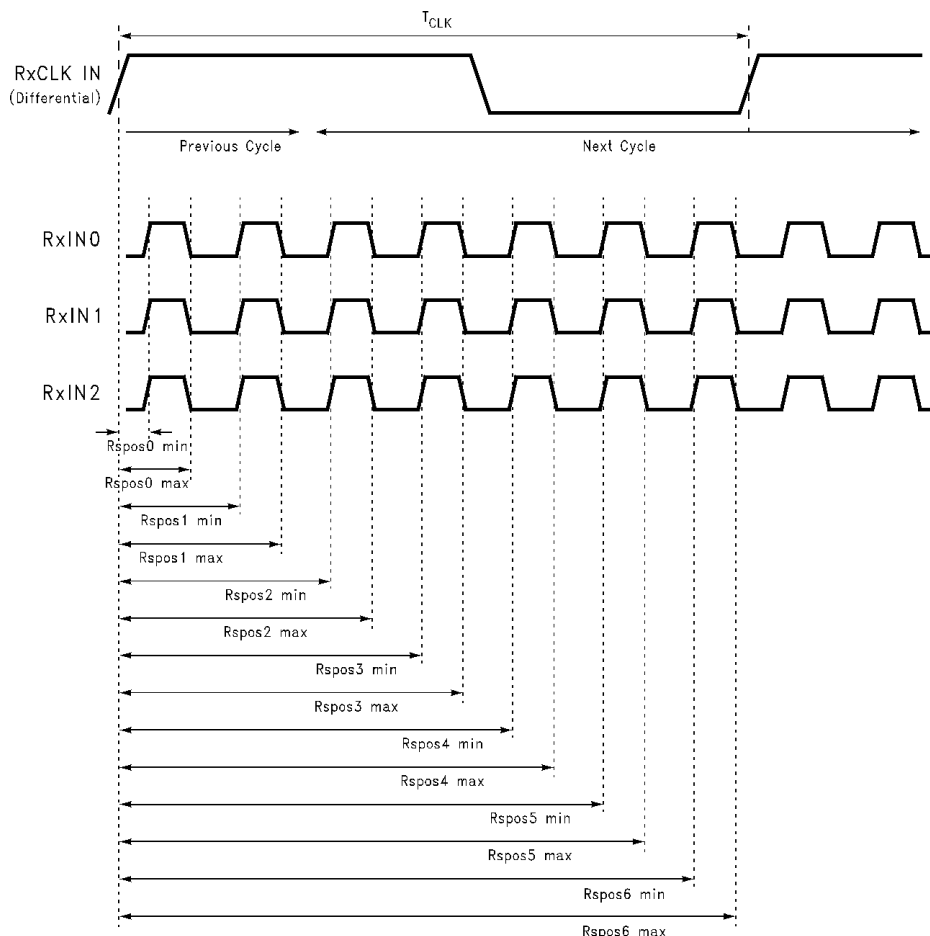 T_CLK
RxCLK IN
(Differential)
Previous Cycle
Next Cycle
RxIN0
RxIN1
RxIN2
Rspos0 min
Rspos0 max
Rspos1 min
Rspos1 max
Rspos2 min
Rspos2 max
Rspos3 min
Rspos3 max
Rspos4 min
Rspos4 max
Rspos5 min
Rspos5 max
Rspos6 min
Rspos6 max